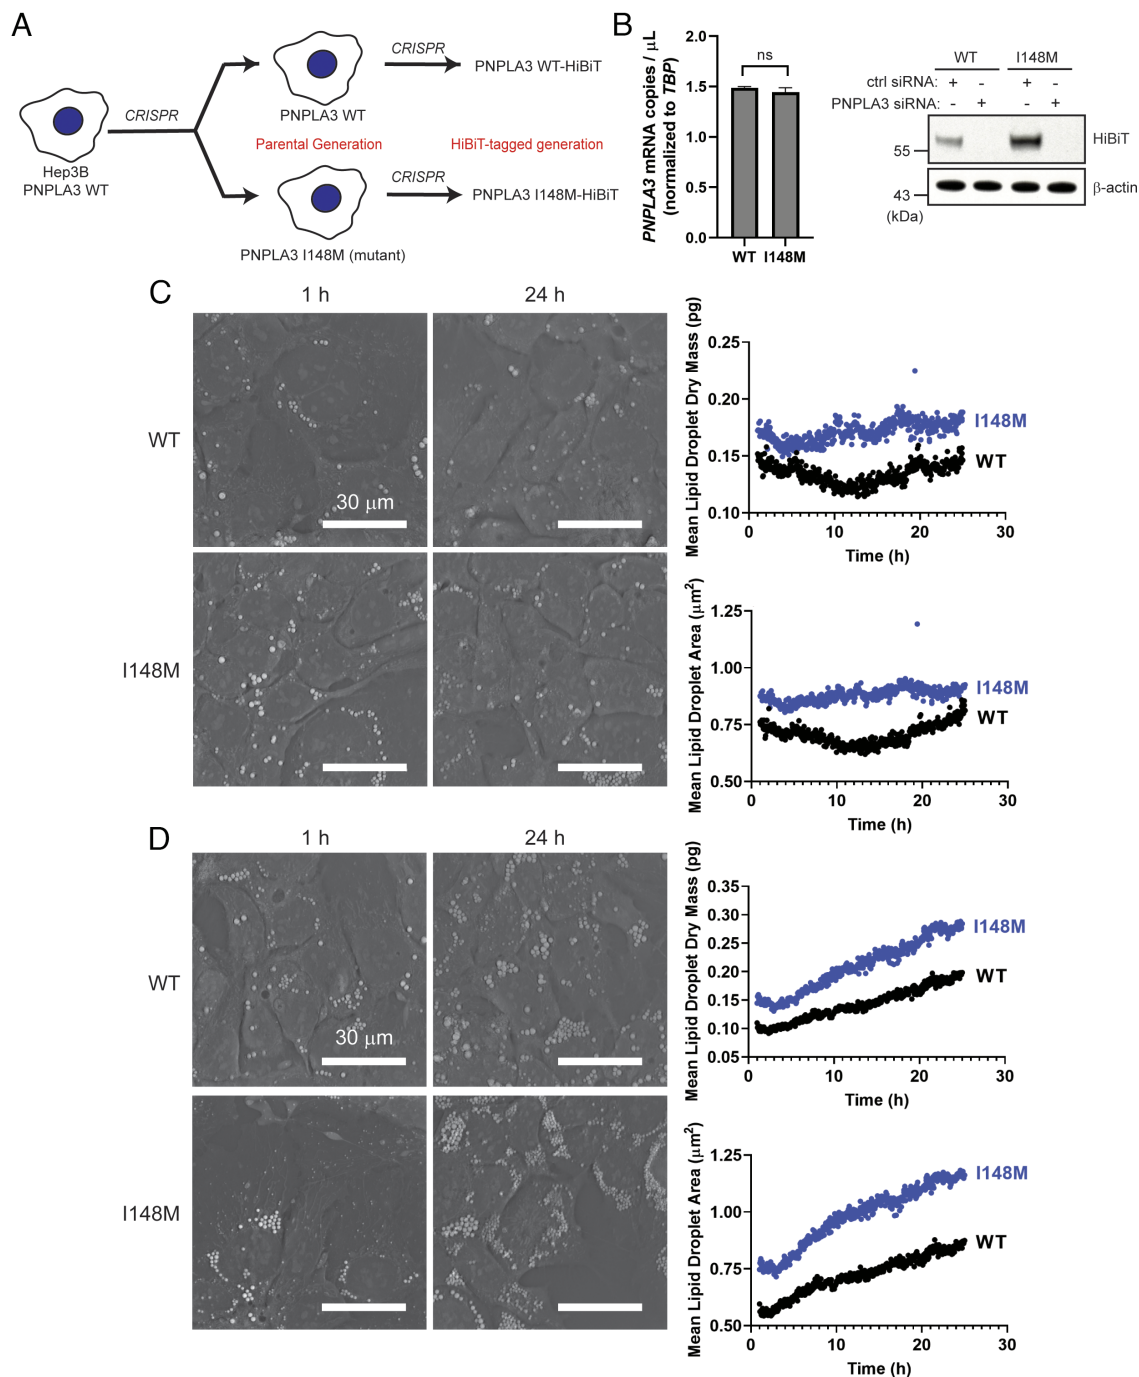 A
Hep3B
PNPLA3 WT
CRISPR
PNPLA3 WT
CRISPR
PNPLA3 WT-HiBiT
Parental Generation
HiBiT-tagged generation
PNPLA3 I148M (mutant)
CRISPR
PNPLA3 I148M-HiBiT
B
PNPLA3 mRNA copies / μL
(normalized to TBP)
2.0
1.5
1.0
0.5
0.0
ns
WT I148M
WT I148M
ctrl siRNA: + - + -
PNPLA3 siRNA: - + - +
55
HiBiT
43
β-actin
(kDa)
C
1 h
24 h
WT
30 μm
I148M
Mean Lipid Droplet Dry Mass (pg)
0.25
0.20
0.15
0.10
I148M
WT
0 10 20 30
Time (h)
Mean Lipid Droplet Area (μm²)
1.25
1.00
0.75
0.50
I148M
WT
0 10 20 30
Time (h)
D
1 h
24 h
WT
30 μm
I148M
Mean Lipid Droplet Dry Mass (pg)
0.35
0.30
0.25
0.20
0.15
0.10
0.05
I148M
WT
0 10 20 30
Time (h)
Mean Lipid Droplet Area (μm²)
1.25
1.00
0.75
0.50
I148M
WT
0 10 20 30
Time (h)